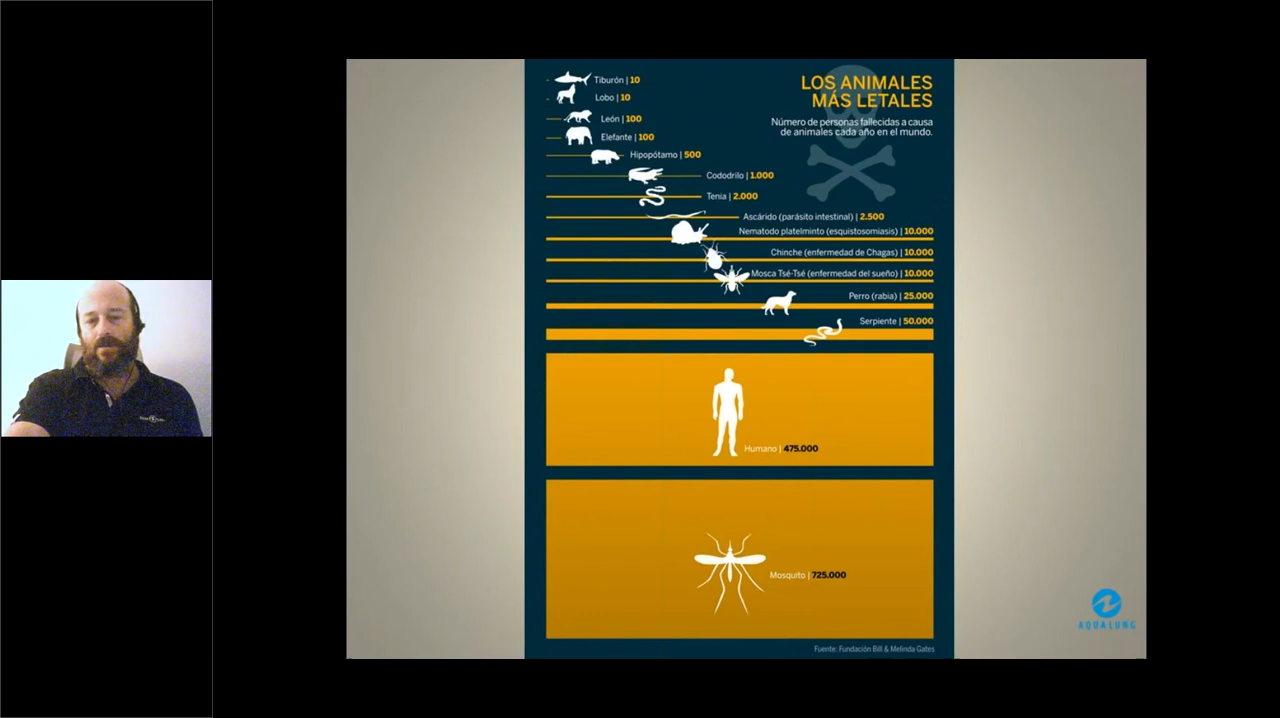 LOS ANIMALES
MÁS LETALES
Número de personas fallecidas a causa
de animales cada año en el mundo.
Tiburón | 10
Lobo | 10
León | 100
Elefante | 100
Hipopótamo | 500
Cododrilo | 1.000
Tenia | 2.000
Ascárido (parásito intestinal) | 2.500
Nematodo platelminto (esquistosomiasis) | 10.000
Chinche (enfermedad de Chagas) | 10.000
Mosca Tsé-Tsé (enfermedad del sueño) | 10.000
Perro (rabia) | 25.000
Serpiente | 50.000
Humano | 475.000
Mosquito | 725.000
AQUALUNG
Fuente: Fundación Bill & Melinda Gates